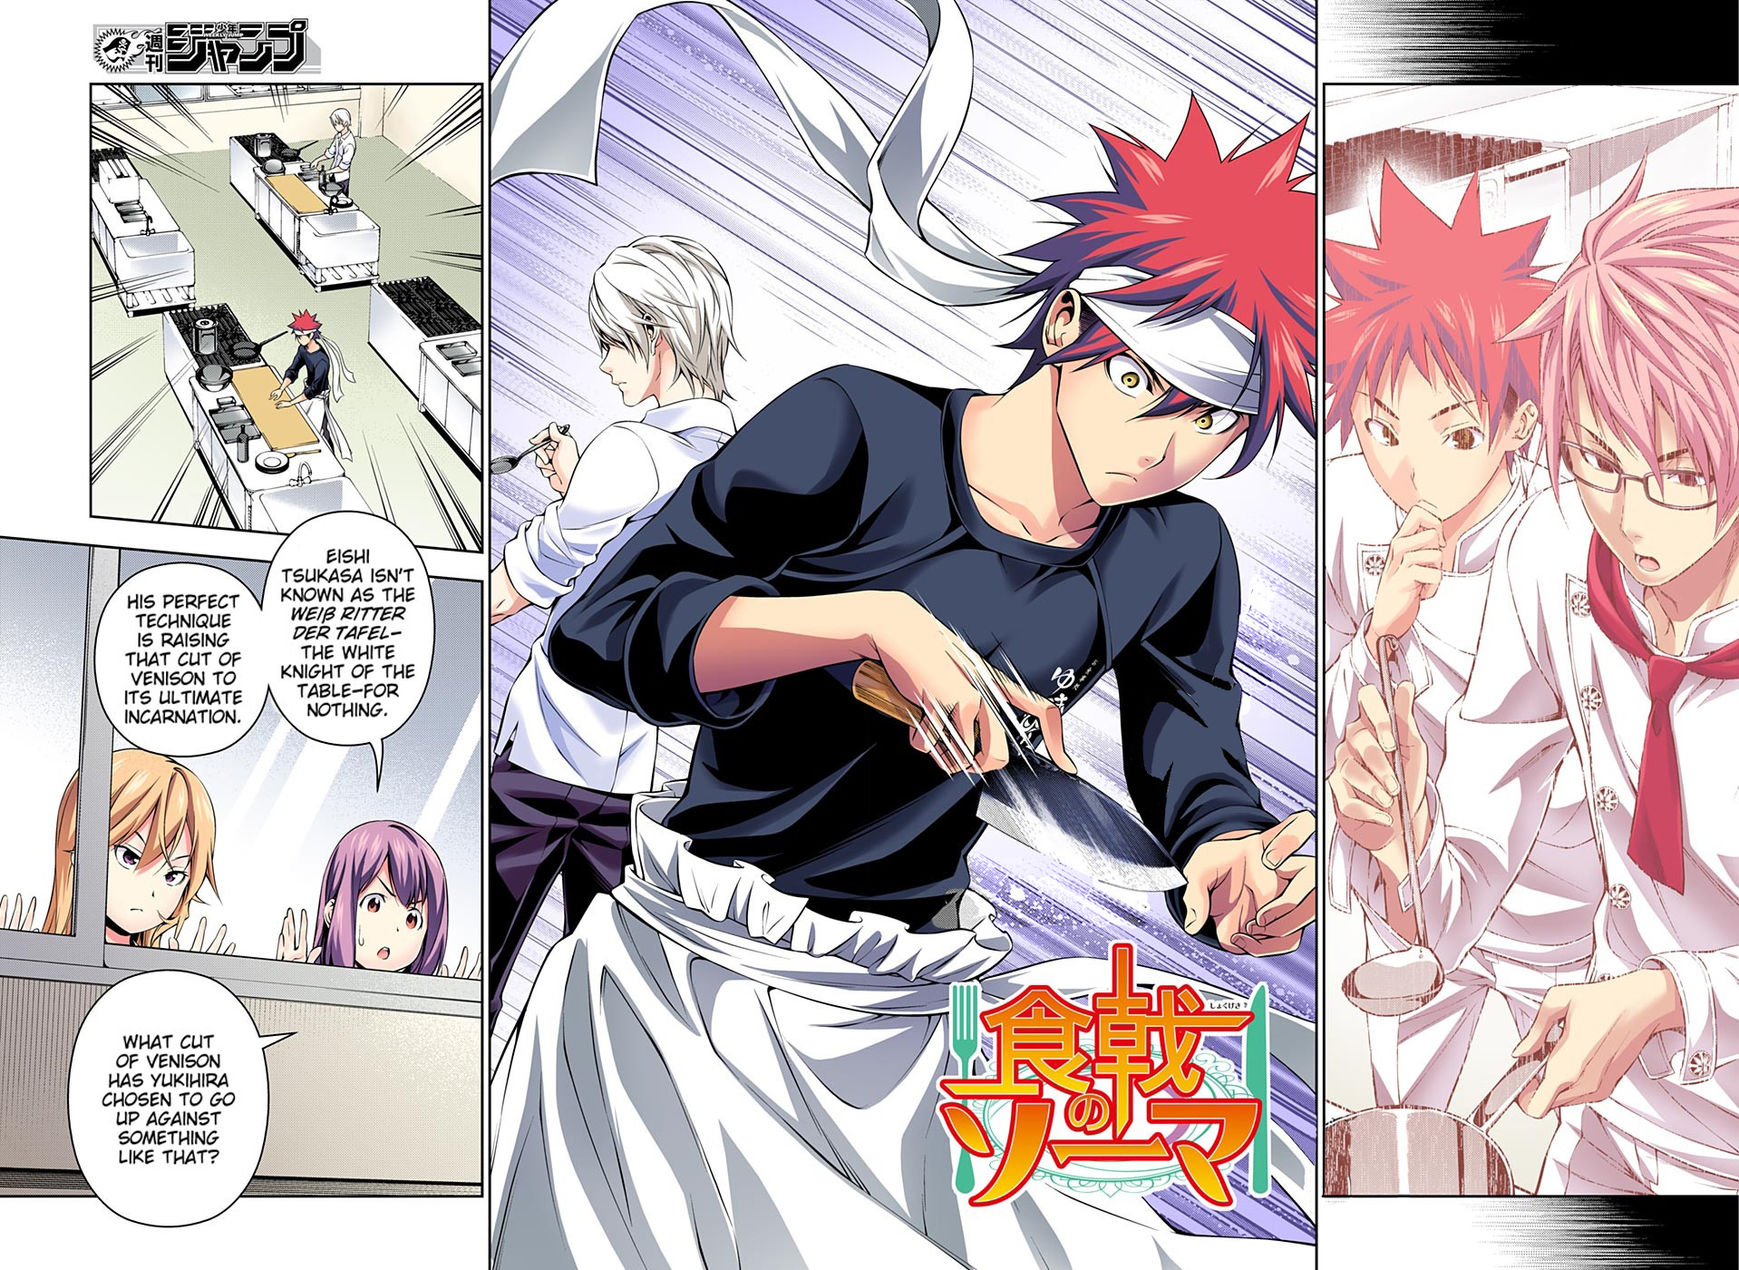 週刊
少年
WEEKLY JUMP
ジャンプ
しょくげき
食戟
の
ソーマ
EISHI
TSUKASA ISN'T
KNOWN AS THE
WEIß RITTER
DER TAFEL–
THE WHITE
KNIGHT OF THE
TABLE–FOR
NOTHING.
HIS PERFECT
TECHNIQUE
IS RAISING
THAT CUT OF
VENISON TO
ITS ULTIMATE
INCARNATION.
WHAT CUT
OF VENISON
HAS YUKIHIRA
CHOSEN TO GO
UP AGAINST
SOMETHING
LIKE THAT?